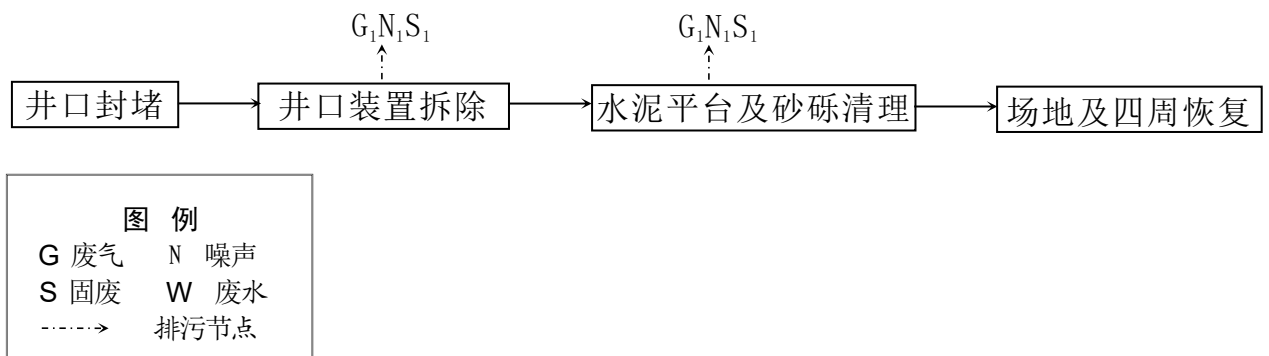 G₁N₁S₁ G₁N₁S₁
井口封堵 井口装置拆除 水泥平台及砂砾清理 场地及四周恢复
图 例
G 废气 N 噪声
S 固废 W 废水
排污节点